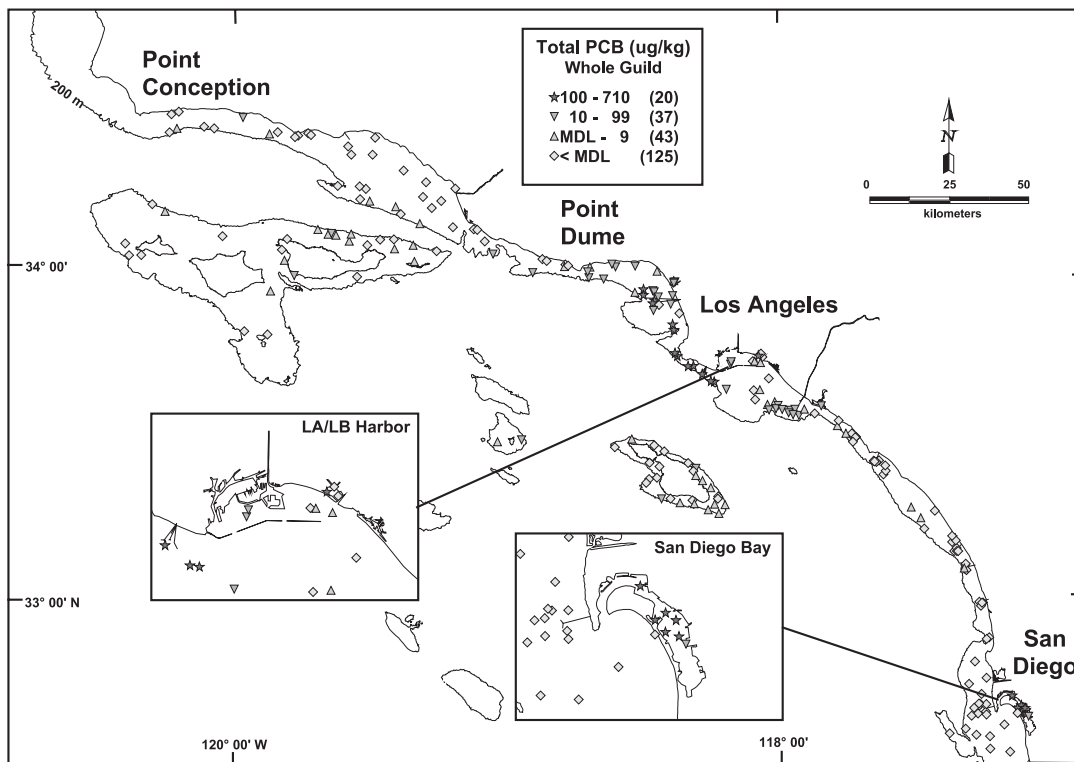 Point
Conception
200 m
Total PCB (ug/kg)
Whole Guild
100 - 710 (20)
10 - 99 (37)
MDL - 9 (43)
< MDL (125)
N
0 25 50
kilometers
Point
Dume
34° 00'
Los Angeles
LA/LB Harbor
San Diego Bay
33° 00' N
San
Diego
120° 00' W
118° 00'